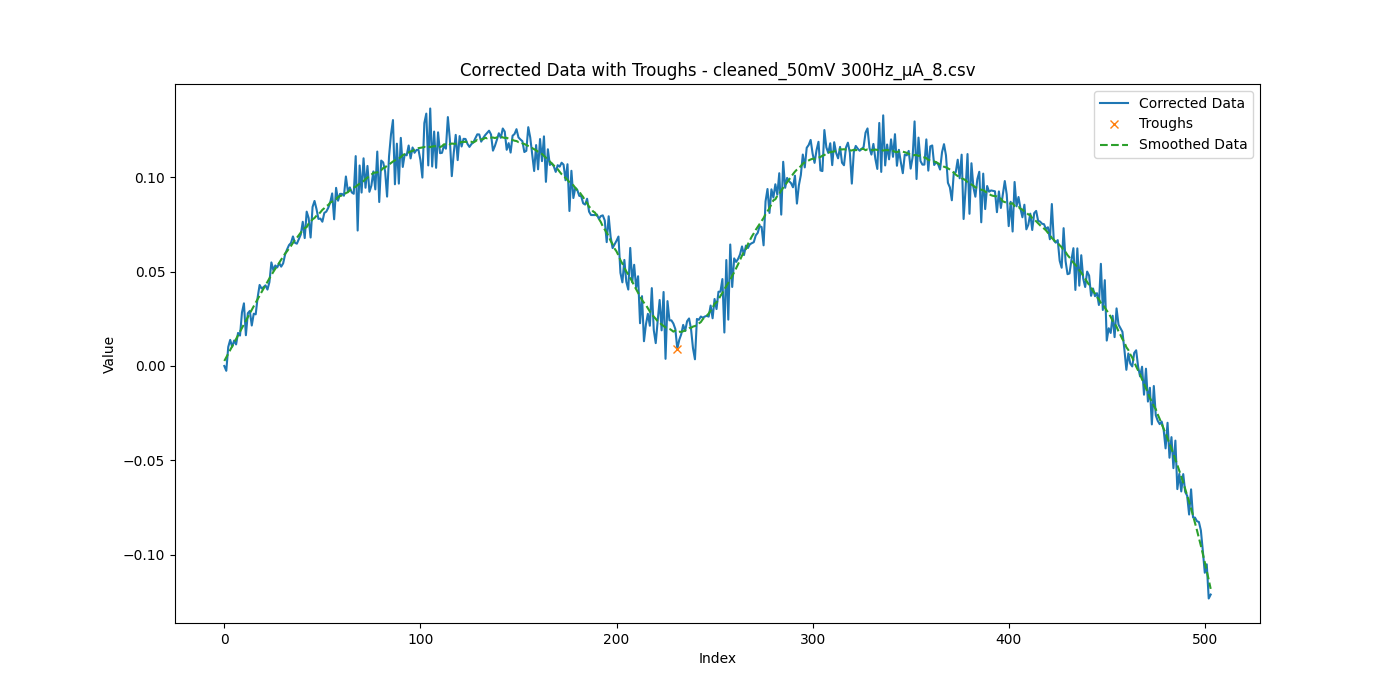 Corrected Data with Troughs - cleaned_50mV 300Hz_µA_8.csv
Corrected Data
Troughs
Smoothed Data
Value
0.10
0.05
0.00
−0.05
−0.10
0
100
200
300
400
500
Index